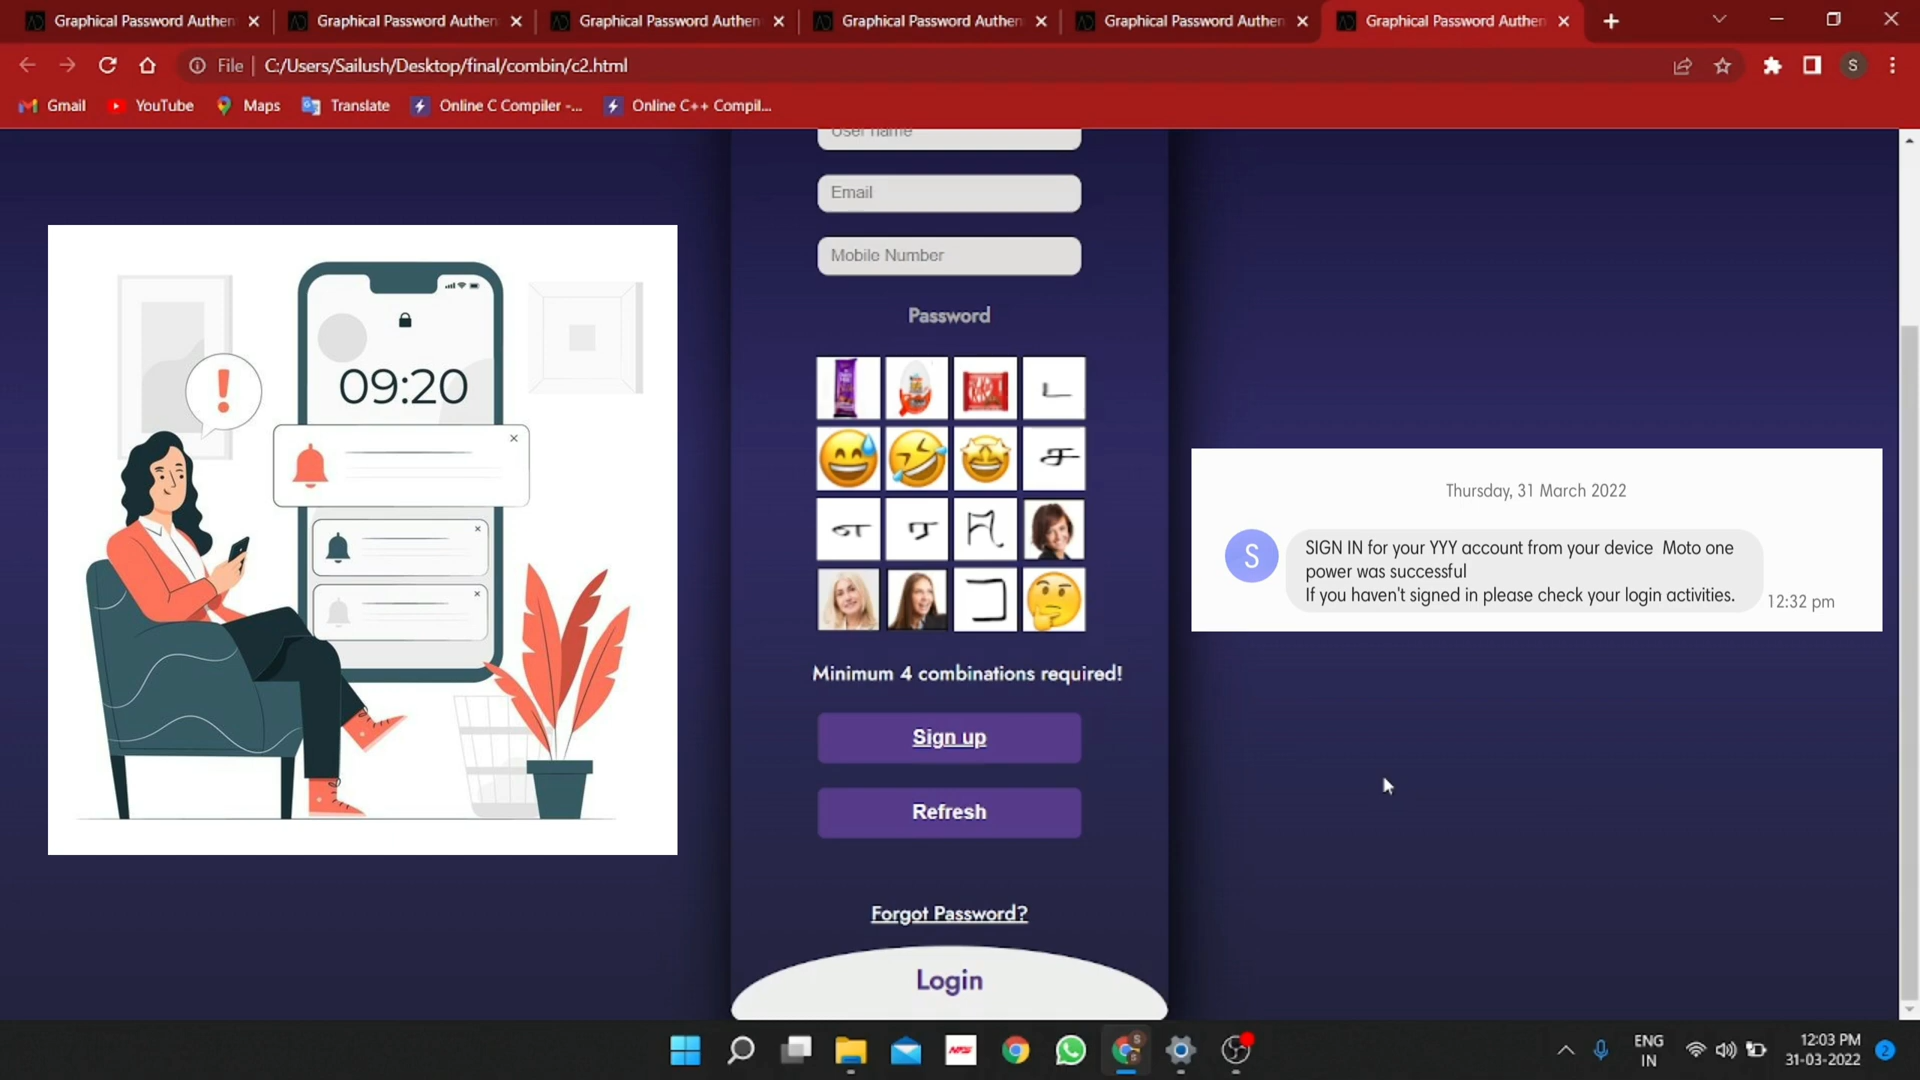 Graphical Password Authen
Graphical Password Authen
Graphical Password Authen
Graphical Password Authen
Graphical Password Authen
Graphical Password Authen
File
C:/Users/Sailush/Desktop/final/combin/c2.html
S
Gmail
YouTube
Maps
Translate
Online C Compiler -...
Online C++ Compil...
User name
Email
Mobile Number
Password
ட
ச
எ
ர
Minimum 4 combinations required!
Sign up
Refresh
Forgot Password?
Login
09:20
!
Thursday, 31 March 2022
S
SIGN IN for your YYY account from your device Moto one
power was successful
If you haven't signed in please check your login activities.
12:32 pm
ENG
IN
12:03 PM
31-03-2022
2